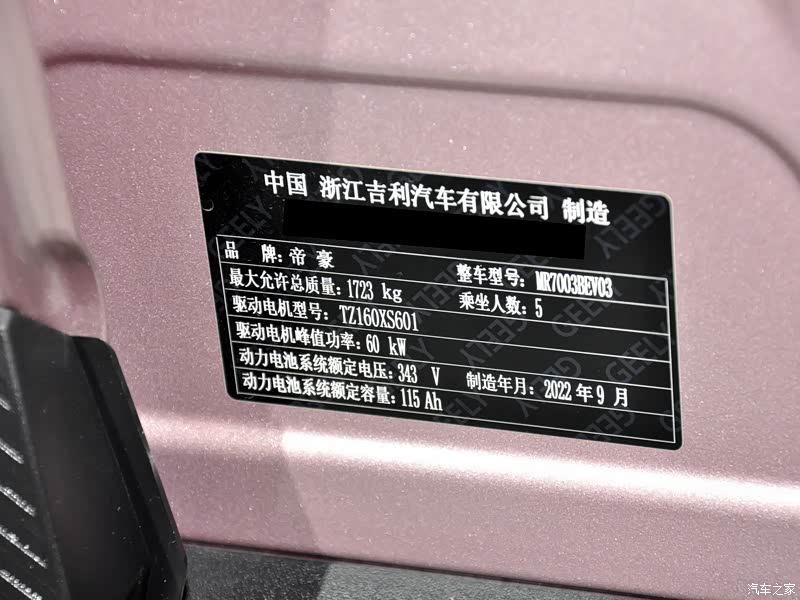 中国 浙江吉利汽车有限公司 制造
品 牌: 帝豪 整车型号: MR7003BEV03
最大允许总质量: 1723 kg 乘坐人数: 5
驱动电机型号: TZ160XS601
驱动电机峰值功率: 60 kW
动力电池系统额定电压: 343 V 制造年月: 2022 年 9 月
动力电池系统额定容量: 115 Ah
GEELY
汽车之家